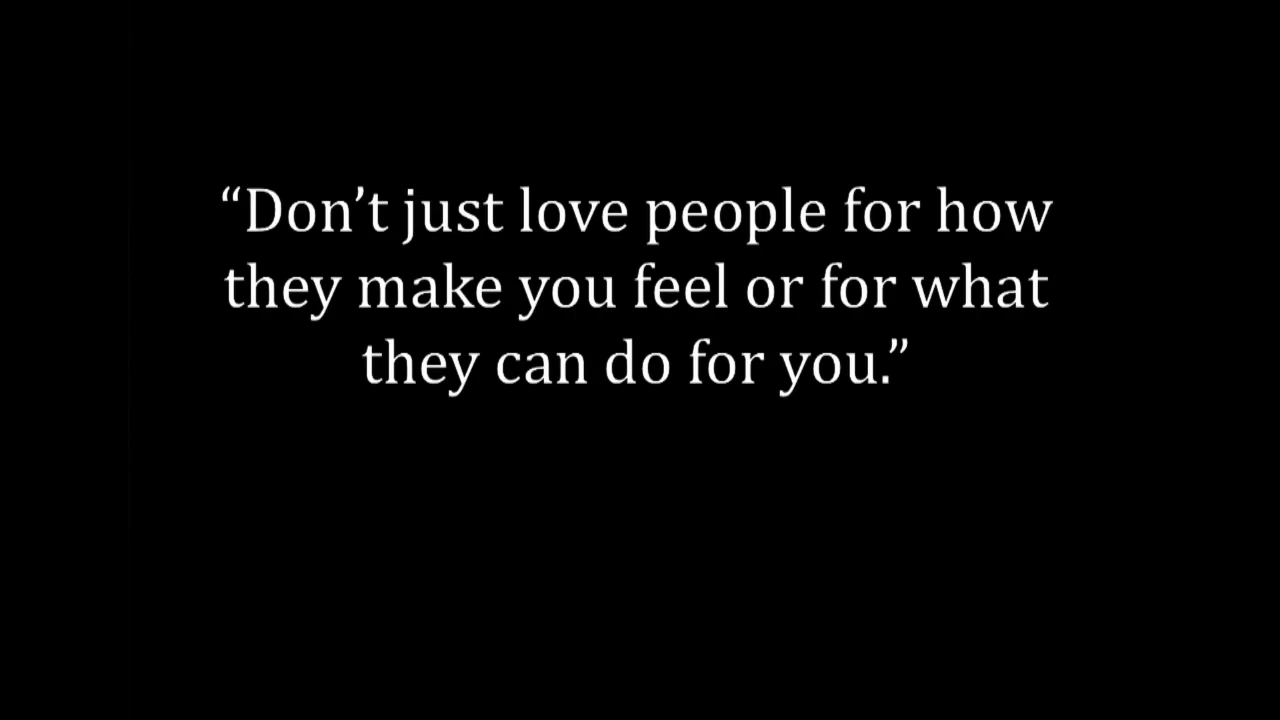 “Don’t just love people for how
they make you feel or for what
they can do for you.”